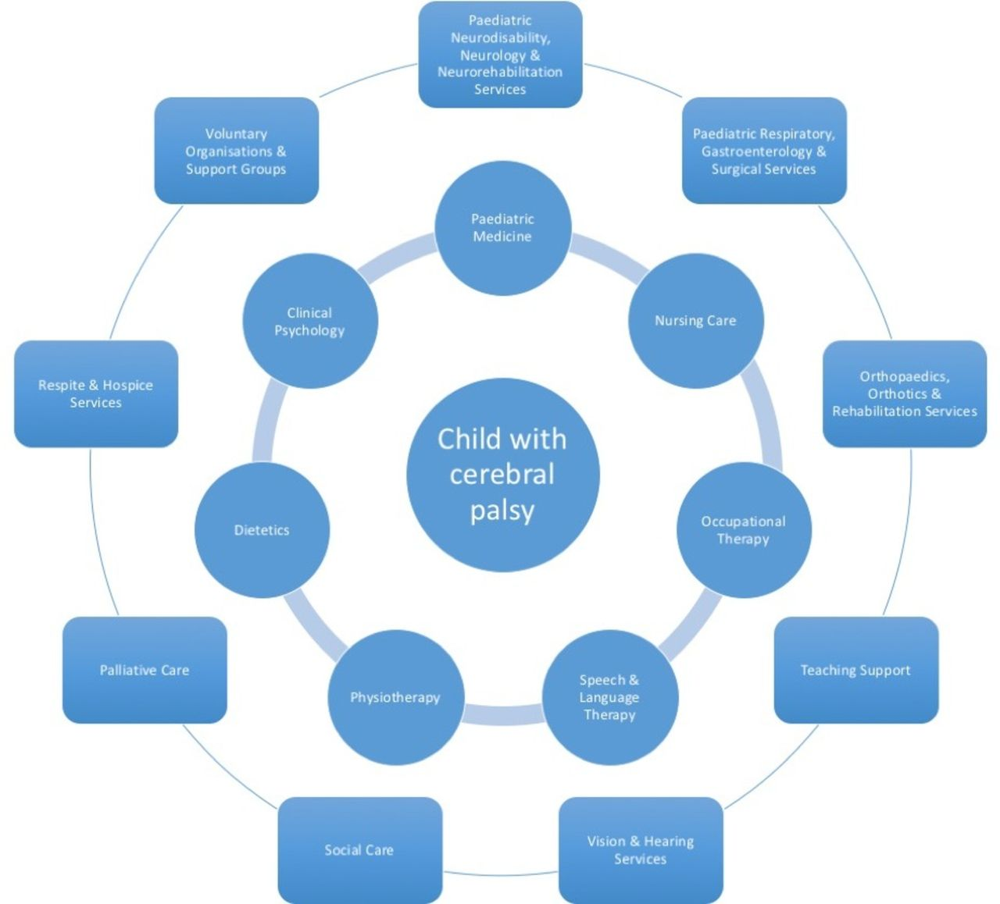 Paediatric
Neurodisability,
Neurology &
Neurorehabilitation
Services
Voluntary
Organisations &
Support Groups
Paediatric Respiratory,
Gastroenterology &
Surgical Services
Paediatric
Medicine
Clinical
Psychology
Nursing Care
Respite & Hospice
Services
Orthopaedics,
Orthotics &
Rehabilitation Services
Child with
cerebral
palsy
Dietetics
Occupational
Therapy
Palliative Care
Physiotherapy
Speech &
Language
Therapy
Teaching Support
Social Care
Vision & Hearing
Services